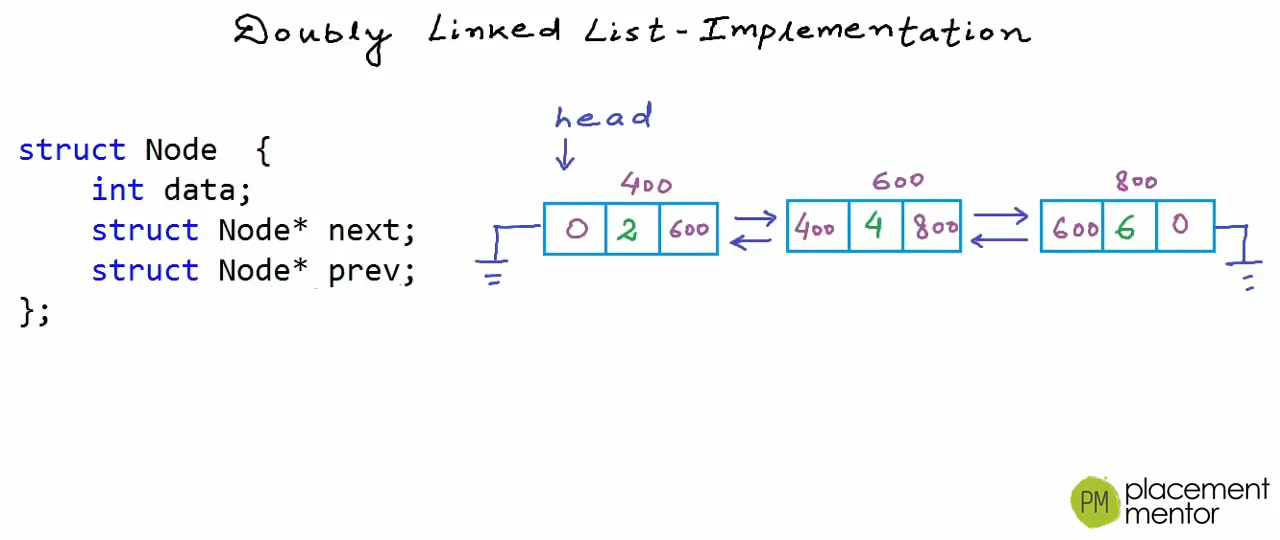 Doubly Linked List - Implementation
struct Node {
int data;
struct Node* next;
struct Node* prev;
};
head
400 600 800
0 2 600 400 4 800 600 6 0
PM placement
mentor